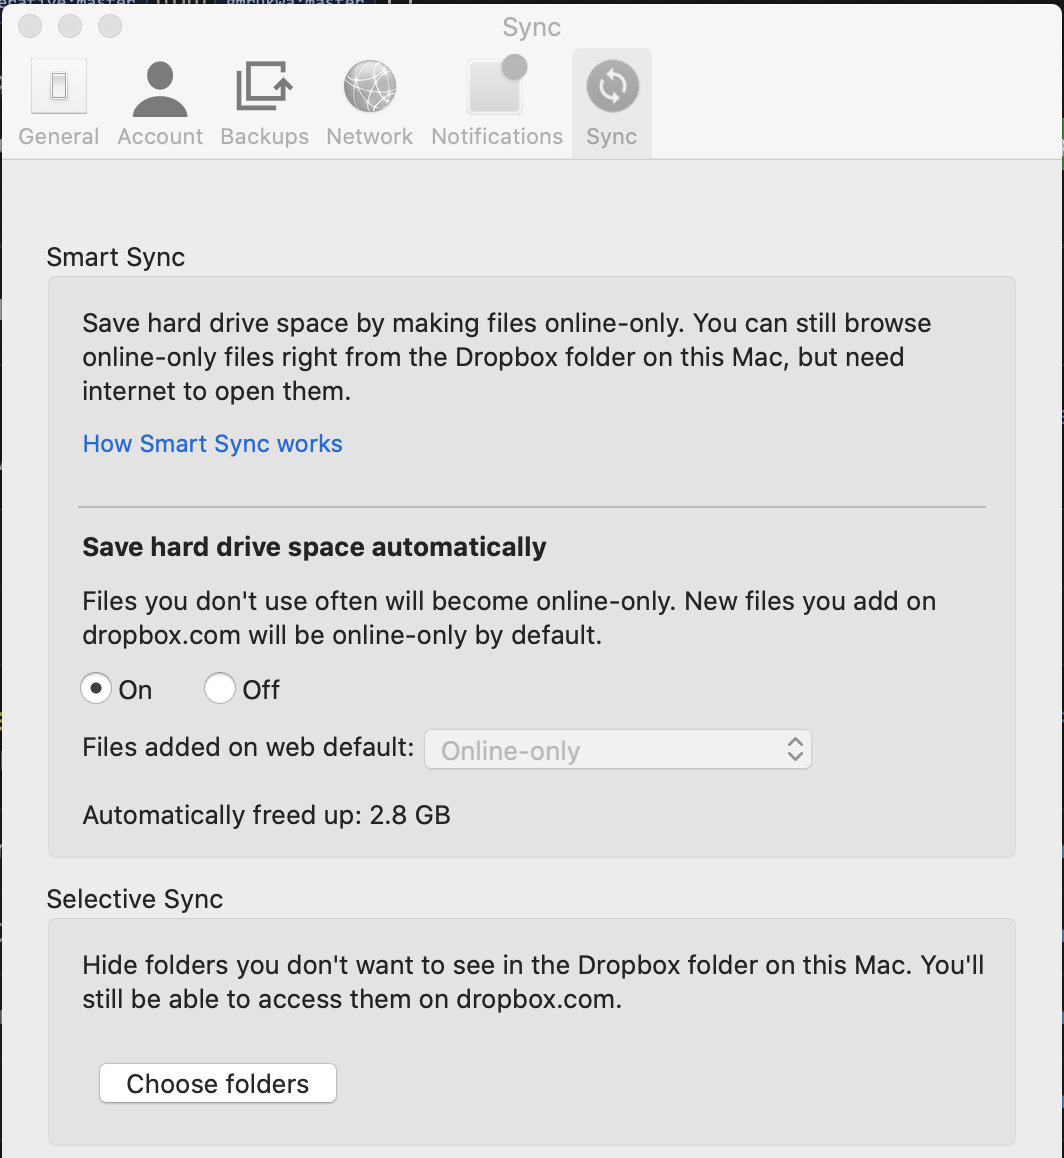 Sync
General Account Backups Network Notifications Sync
Smart Sync
Save hard drive space by making files online-only. You can still browse
online-only files right from the Dropbox folder on this Mac, but need
internet to open them.
How Smart Sync works
Save hard drive space automatically
Files you don't use often will become online-only. New files you add on
dropbox.com will be online-only by default.
On Off
Files added on web default: Online-only
Automatically freed up: 2.8 GB
Selective Sync
Hide folders you don't want to see in the Dropbox folder on this Mac. You'll
still be able to access them on dropbox.com.
Choose folders